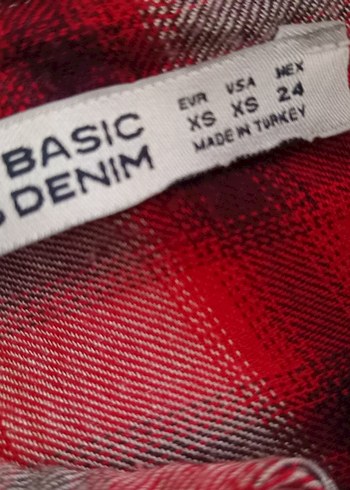 BASIC
DENIM
EUR USA MEX
XS XS 24
MADE IN TURKEY